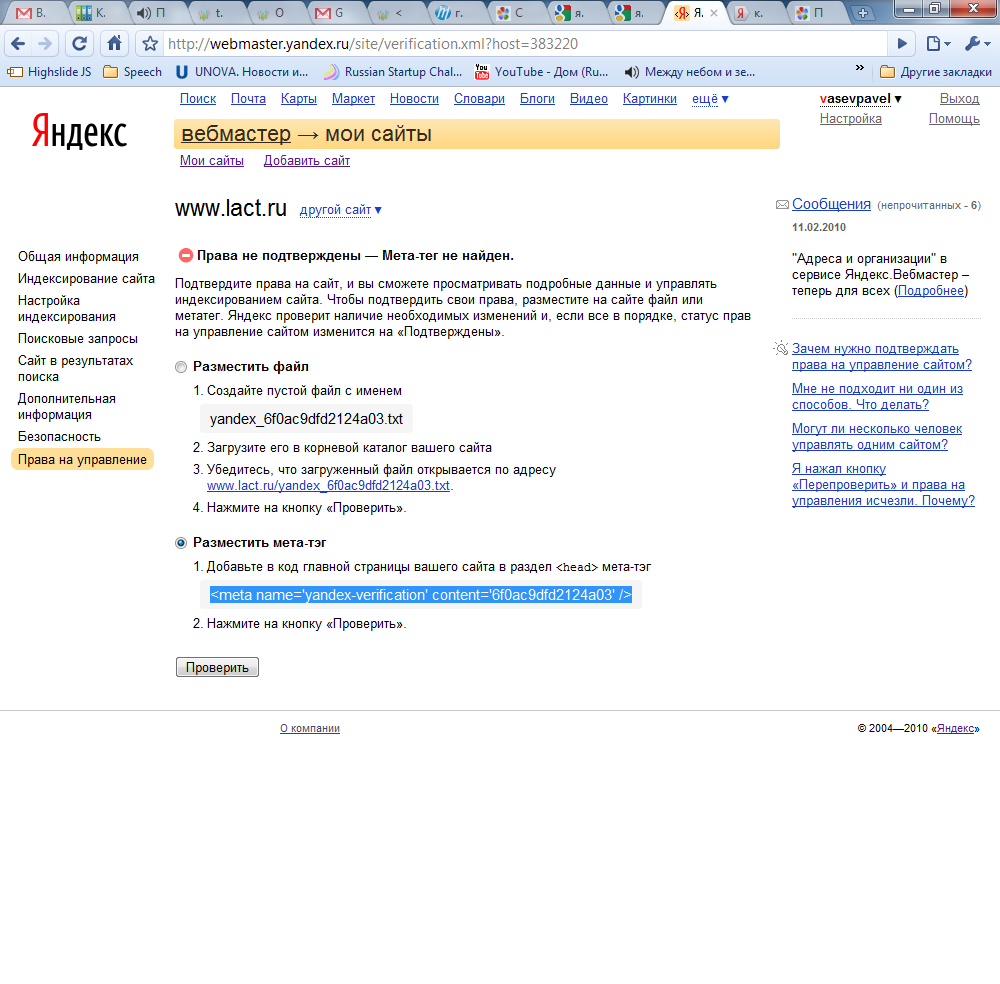 В.
К.
П
t.
О
G
<
г.
С
я.
я.
Я.
к.
П
http://webmaster.yandex.ru/site/verification.xml?host=383220
Highslide JS
Speech
UNOVA. Новости и...
Russian Startup Chal...
YouTube - Дом (Ru...
Между небом и зе...
»
Другие закладки
Поиск Почта Карты Маркет Новости Словари Блоги Видео Картинки ещё ▼
vasevpavel ▼ Выход
Настройка Помощь
Яндекс
вебмастер → мои сайты
Мои сайты Добавить сайт
www.lact.ru другой сайт ▼
Общая информация
Индексирование сайта
Настройка
индексирования
Поисковые запросы
Сайт в результатах
поиска
Дополнительная
информация
Безопасность
Права на управление
Права не подтверждены — Мета-тег не найден.
Подтвердите права на сайт, и вы сможете просматривать подробные данные и управлять
индексированием сайта. Чтобы подтвердить свои права, разместите на сайте файл или
метатег. Яндекс проверит наличие необходимых изменений и, если все в порядке, статус прав
на управление сайтом изменится на «Подтверждены».
Разместить файл
1. Создайте пустой файл с именем
yandex_6f0ac9dfd2124a03.txt
2. Загрузите его в корневой каталог вашего сайта
3. Убедитесь, что загруженный файл открывается по адресу
www.lact.ru/yandex_6f0ac9dfd2124a03.txt.
4. Нажмите на кнопку «Проверить».
Разместить мета-тэг
1. Добавьте в код главной страницы вашего сайта в раздел <head> мета-тэг
<meta name='yandex-verification' content='6f0ac9dfd2124a03' />
2. Нажмите на кнопку «Проверить».
Проверить
Сообщения (непрочитанных - 6)
11.02.2010
"Адреса и организации" в
сервисе Яндекс.Вебмастер –
теперь для всех (Подробнее)
Зачем нужно подтверждать
права на управление сайтом?
Мне не подходит ни один из
способов. Что делать?
Могут ли несколько человек
управлять одним сайтом?
Я нажал кнопку
«Перепроверить» и права на
управления исчезли. Почему?
О компании
© 2004—2010 «Яндекс»